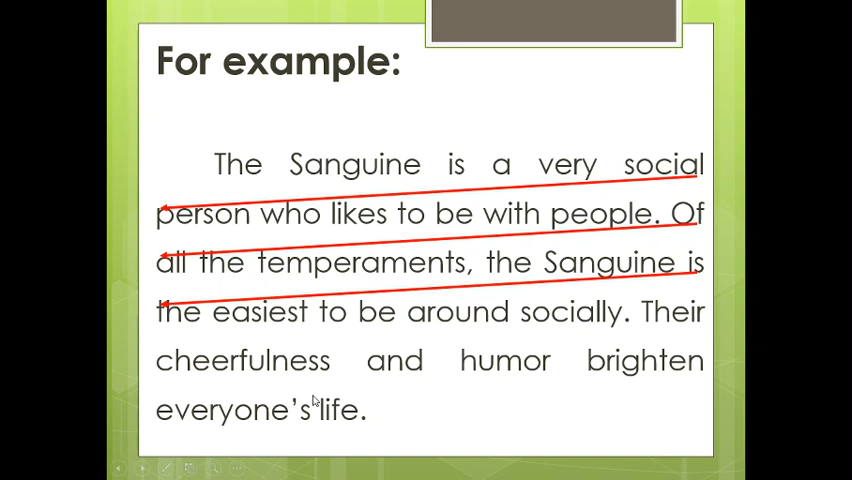 For example:
The Sanguine is a very social
person who likes to be with people. Of
all the temperaments, the Sanguine is
the easiest to be around socially. Their
cheerfulness and humor brighten
everyone’s life.